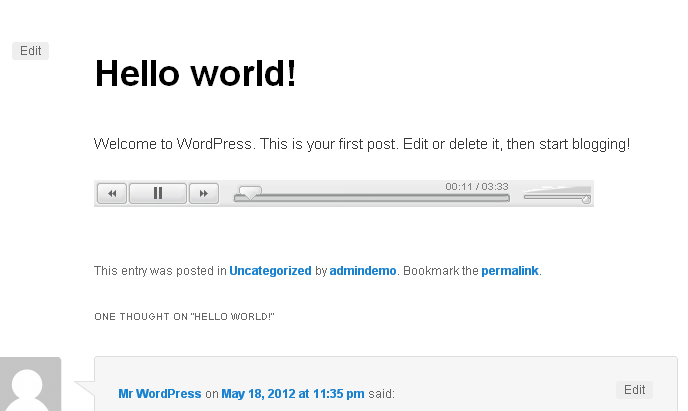 Edit
Hello world!
Welcome to WordPress. This is your first post. Edit or delete it, then start blogging!
00:11 / 03:33
This entry was posted in Uncategorized by admindemo. Bookmark the permalink.
ONE THOUGHT ON "HELLO WORLD!"
Mr WordPress on May 18, 2012 at 11:35 pm said:
Edit